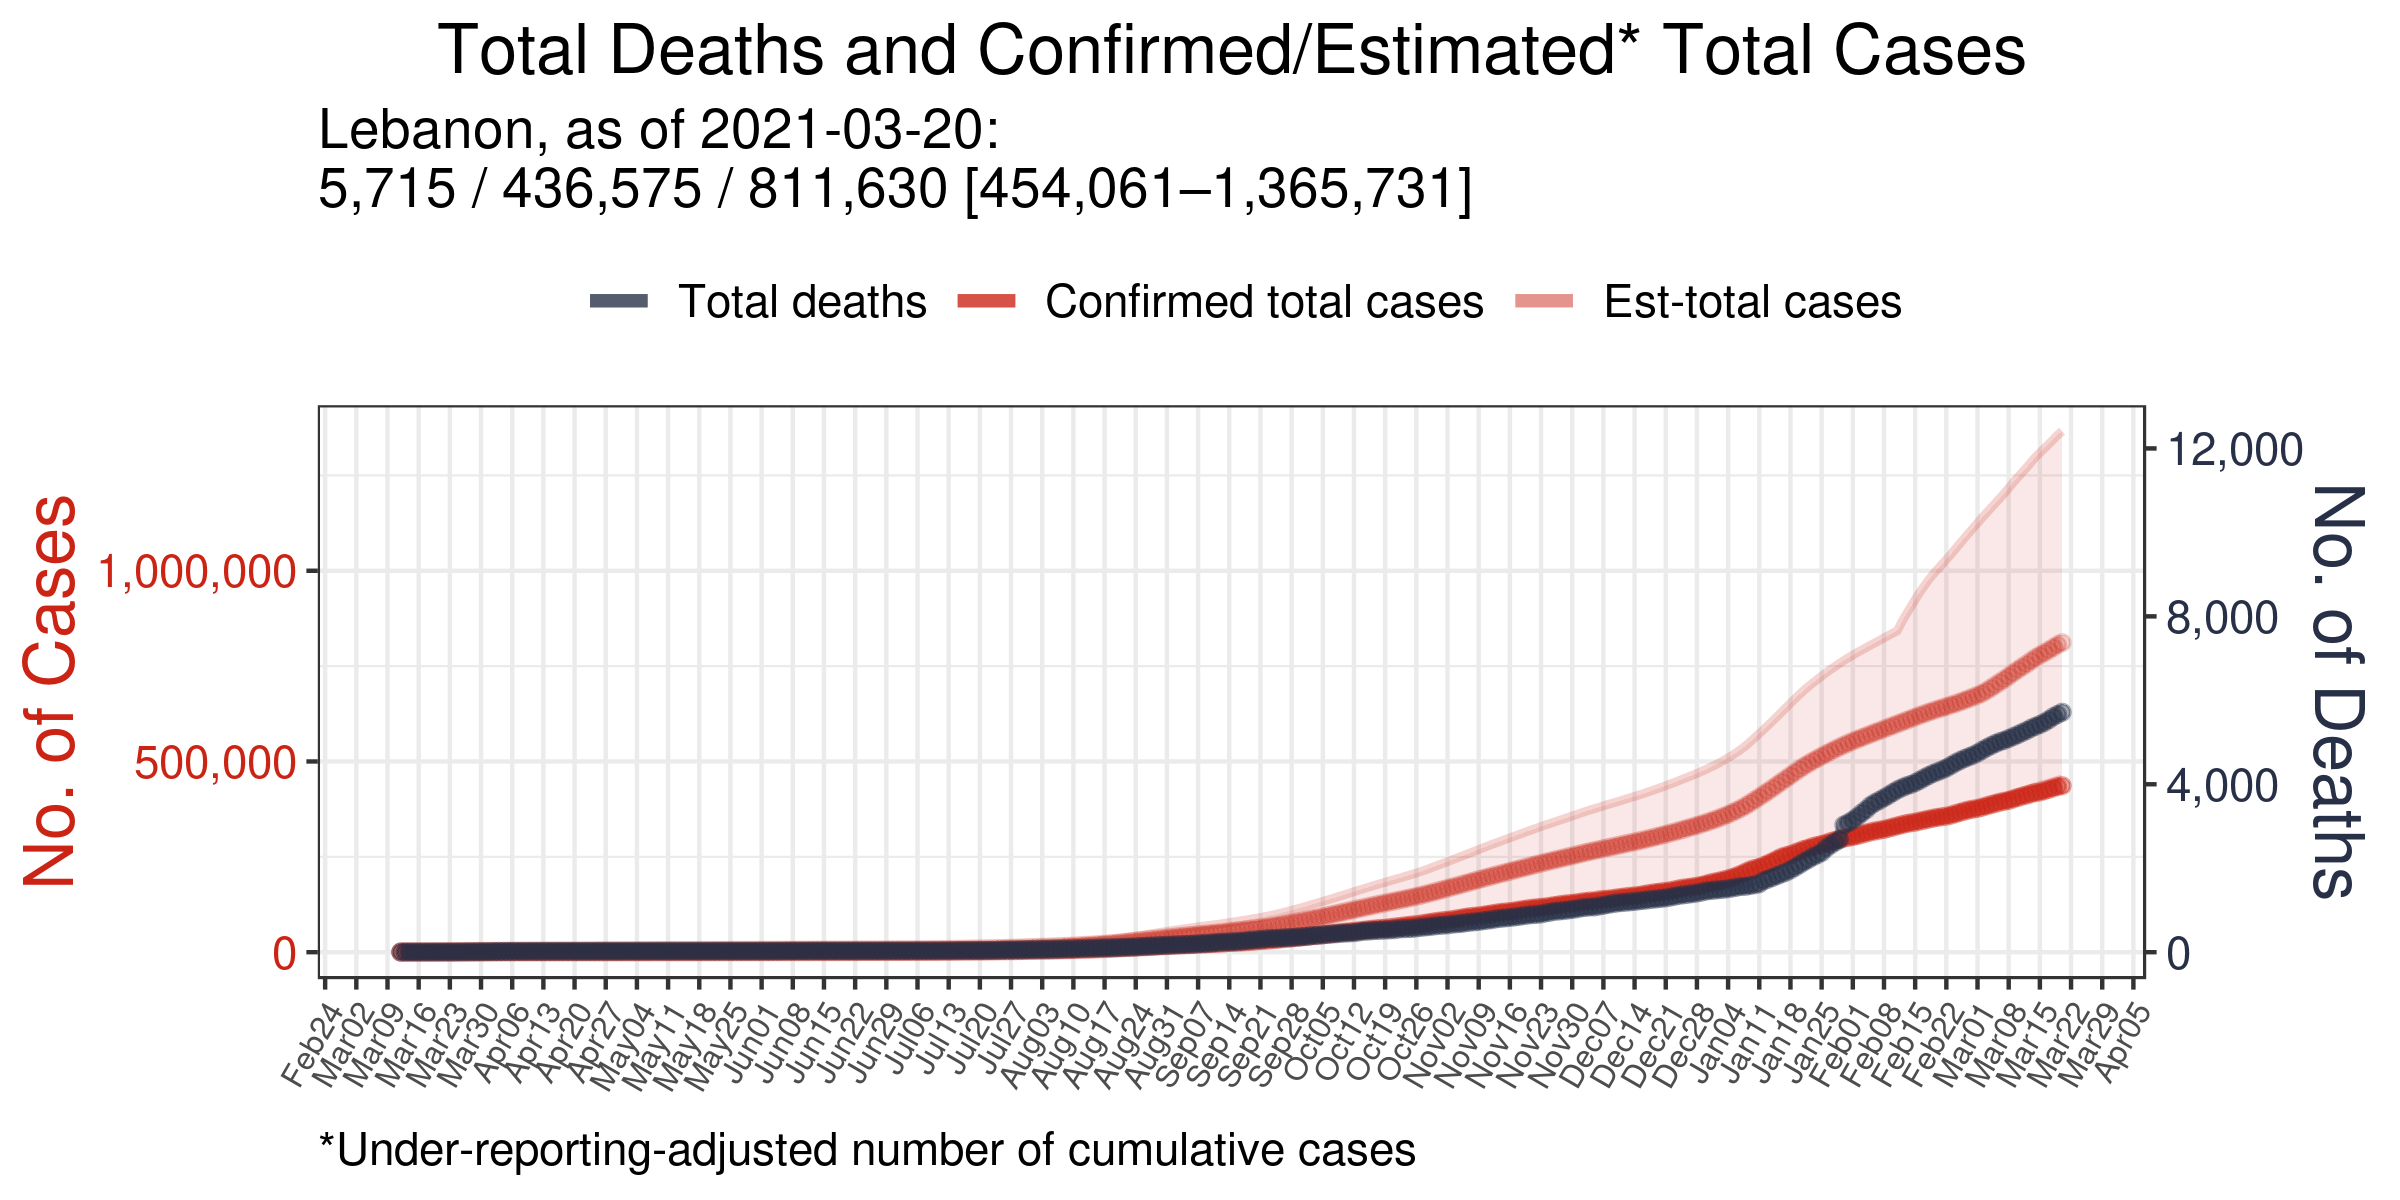 Total Deaths and Confirmed/Estimated* Total Cases
Lebanon, as of 2021-03-20:
5,715 / 436,575 / 811,630 [454,061–1,365,731]
Total deaths
Confirmed total cases
Est-total cases
No. of Cases
1,000,000
500,000
0
12,000
8,000
4,000
0
No. of Deaths
Feb24
Mar02
Mar09
Mar16
Mar23
Mar30
Apr06
Apr13
Apr20
Apr27
May04
May11
May18
May25
Jun01
Jun08
Jun15
Jun22
Jun29
Jul06
Jul13
Jul20
Jul27
Aug03
Aug10
Aug17
Aug24
Aug31
Sep07
Sep14
Sep21
Sep28
Oct05
Oct12
Oct19
Oct26
Nov02
Nov09
Nov16
Nov23
Nov30
Dec07
Dec14
Dec21
Dec28
Jan04
Jan11
Jan18
Jan25
Feb01
Feb08
Feb15
Feb22
Mar01
Mar08
Mar15
Mar22
Mar29
Apr05
*Under-reporting-adjusted number of cumulative cases